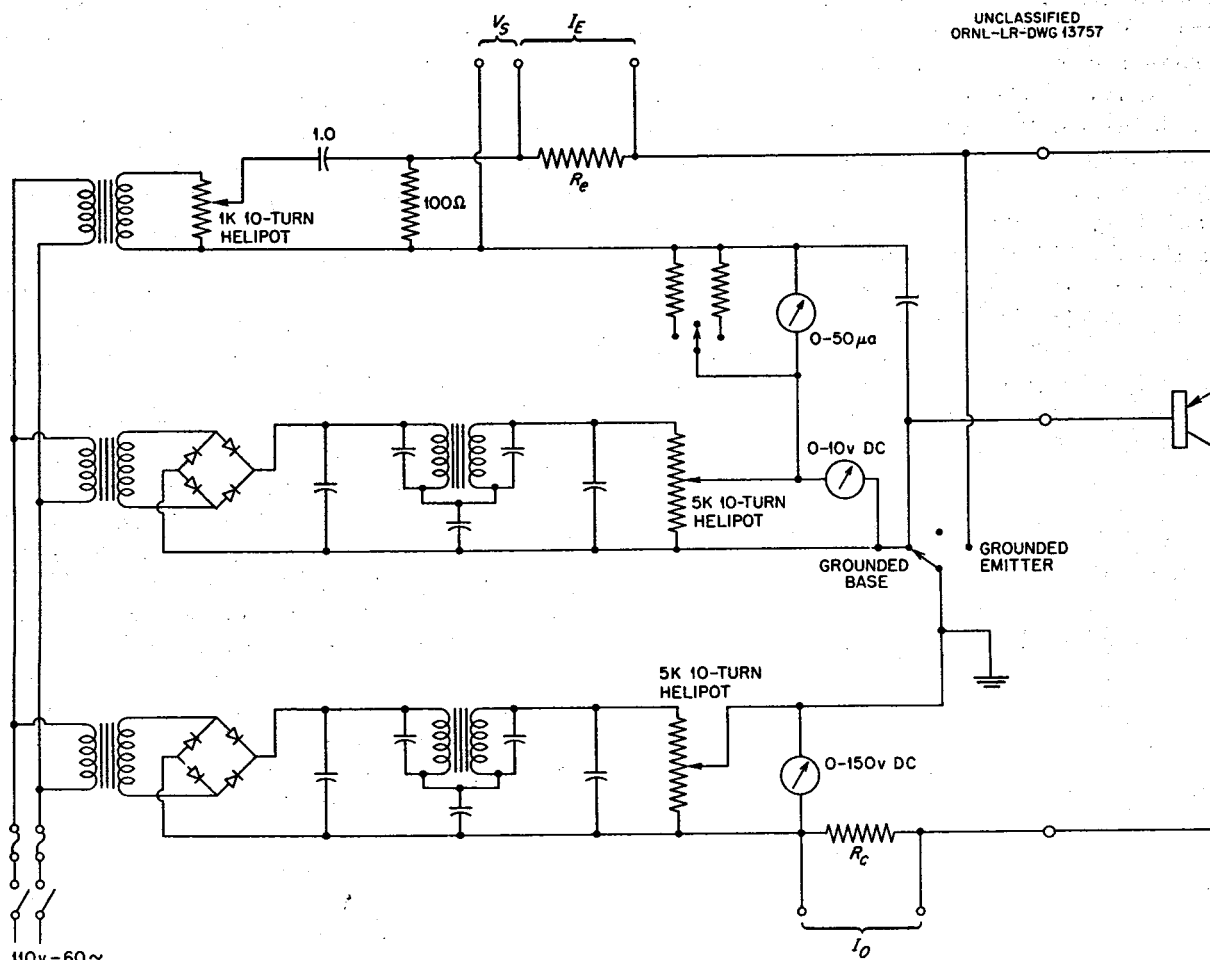 UNCLASSIFIED
ORNL-LR-DWG 13757
V_S
I_E
1.0
R_e
100Ω
1K 10-TURN
HELIPOT
0-50 μa
0-10v DC
5K 10-TURN
HELIPOT
GROUNDED
BASE
GROUNDED
EMITTER
5K 10-TURN
HELIPOT
0-150v DC
R_C
I_O
110v-60~